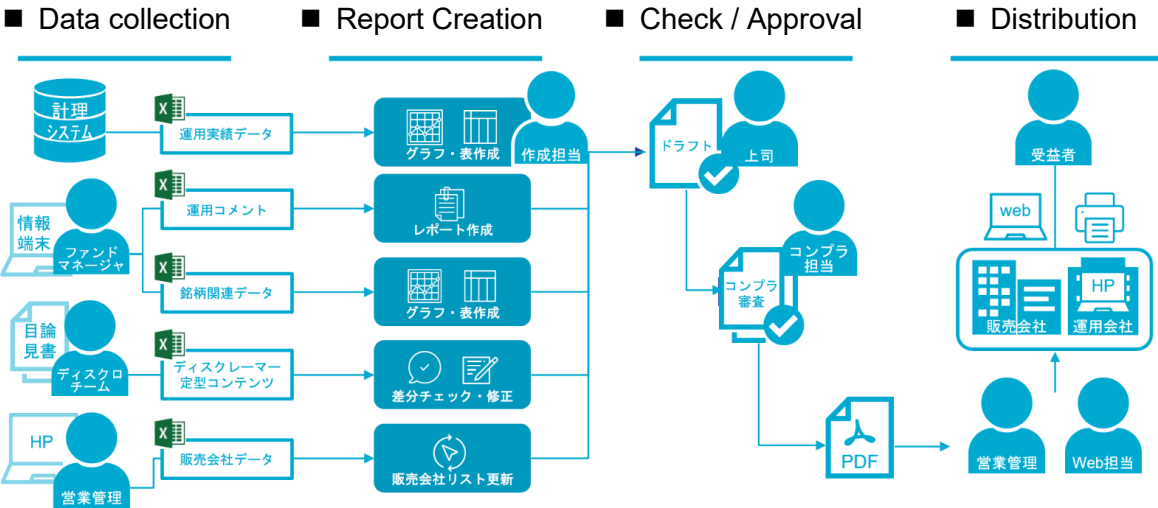 ■ Data collection
■ Report Creation
■ Check / Approval
■ Distribution
計理
システム
X
運用実績データ
グラフ・表作成
作成担当
ドラフト
上司
受益者
情報
端末
ファンド
マネージャ
X
運用コメント
レポート作成
X
銘柄関連データ
グラフ・表作成
コンプラ
担当
コンプラ
審査
web
HP
販売会社
運用会社
目論
見書
ディスクロ
チーム
X
ディスクレーマー
定型コンテンツ
差分チェック・修正
HP
営業管理
X
販売会社データ
販売会社リスト更新
PDF
営業管理
Web担当